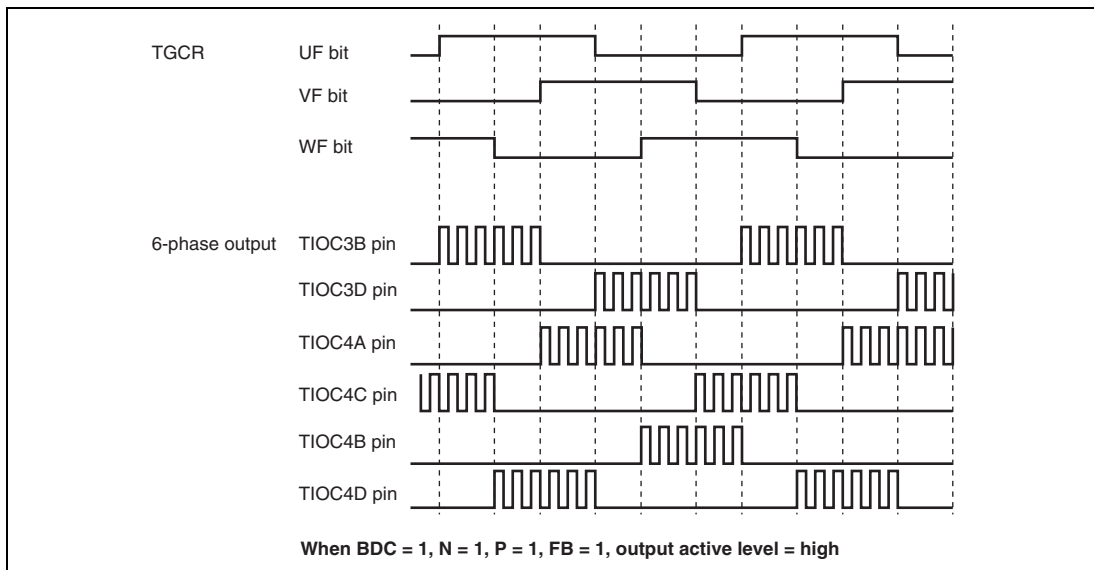 TGCR UF bit
VF bit
WF bit
6-phase output TIOC3B pin
TIOC3D pin
TIOC4A pin
TIOC4C pin
TIOC4B pin
TIOC4D pin
When BDC = 1, N = 1, P = 1, FB = 1, output active level = high